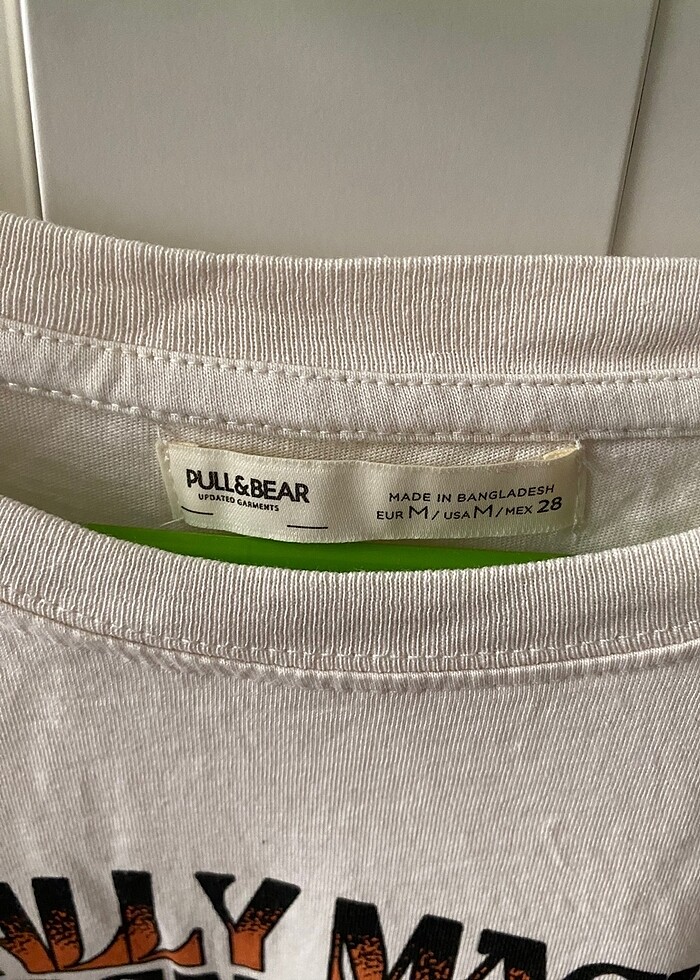 PULL&BEAR
UPDATED GARMENTS
MADE IN BANGLADESH
EUR M / USA M / MEX 28